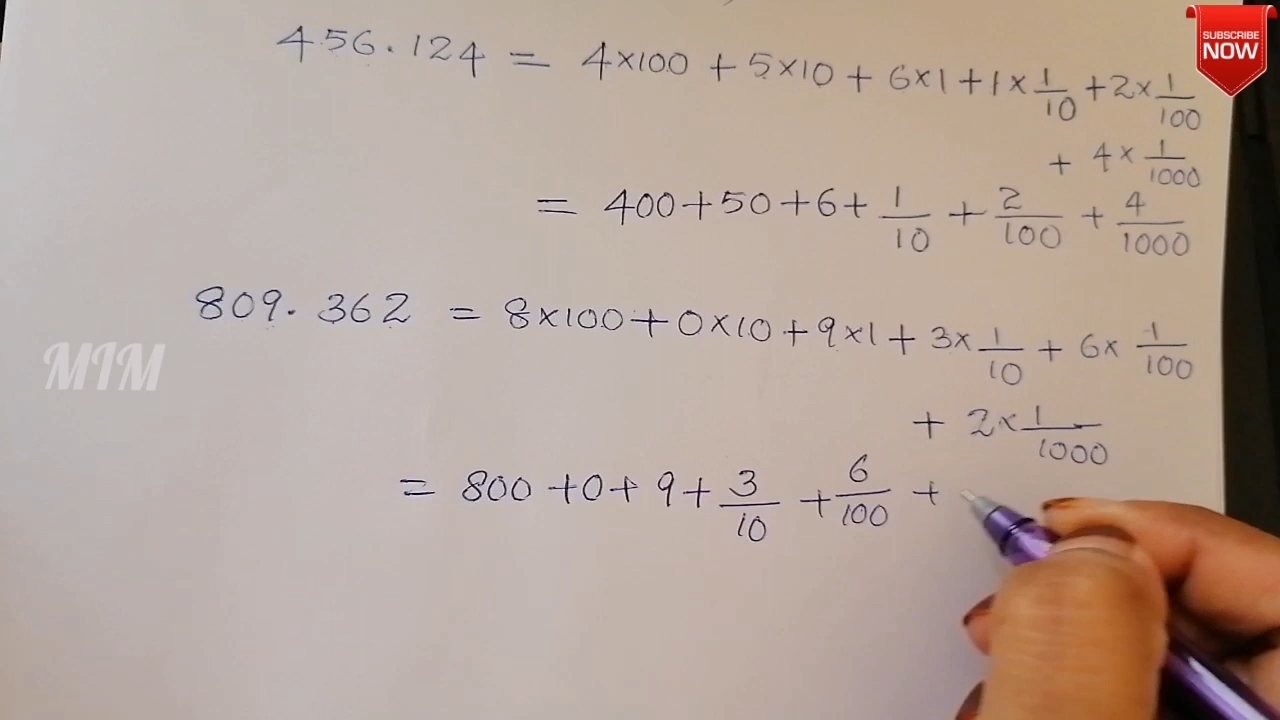 SUBSCRIBE
NOW
456.124 = 4×100 + 5×10 + 6×1 + 1×1/10 + 2×1/100
+ 4×1/1000
= 400+50+6+1/10 + 2/100 + 4/1000
809.362 = 8×100+0×10+9×1+3×1/10 + 6×1/100
MIM
+ 2×1/1000
= 800+0+9+3/10+6/100+